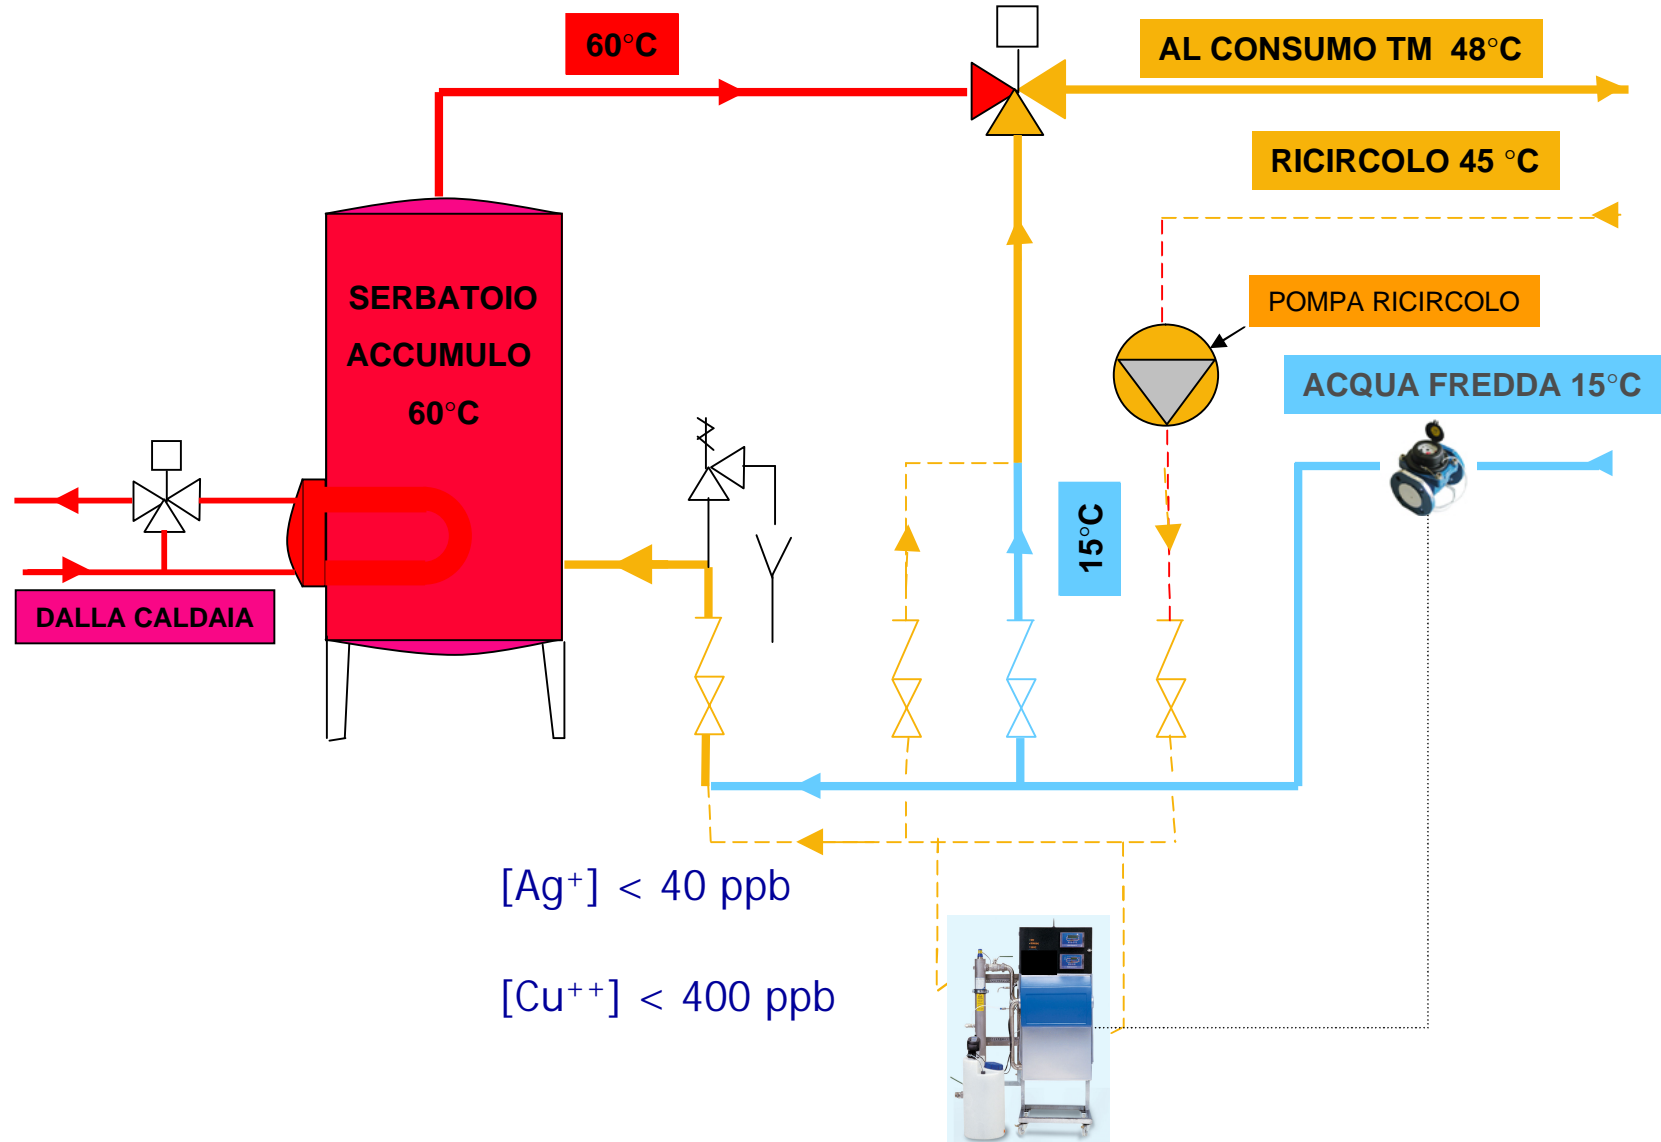 60°C
AL CONSUMO TM 48°C
RICIRCOLO 45 °C
POMPA RICIRCOLO
ACQUA FREDDA 15°C
SERBATOIO
ACCUMULO
60°C
15°C
DALLA CALDAIA
[Ag⁺] < 40 ppb
[Cu⁺⁺] < 400 ppb